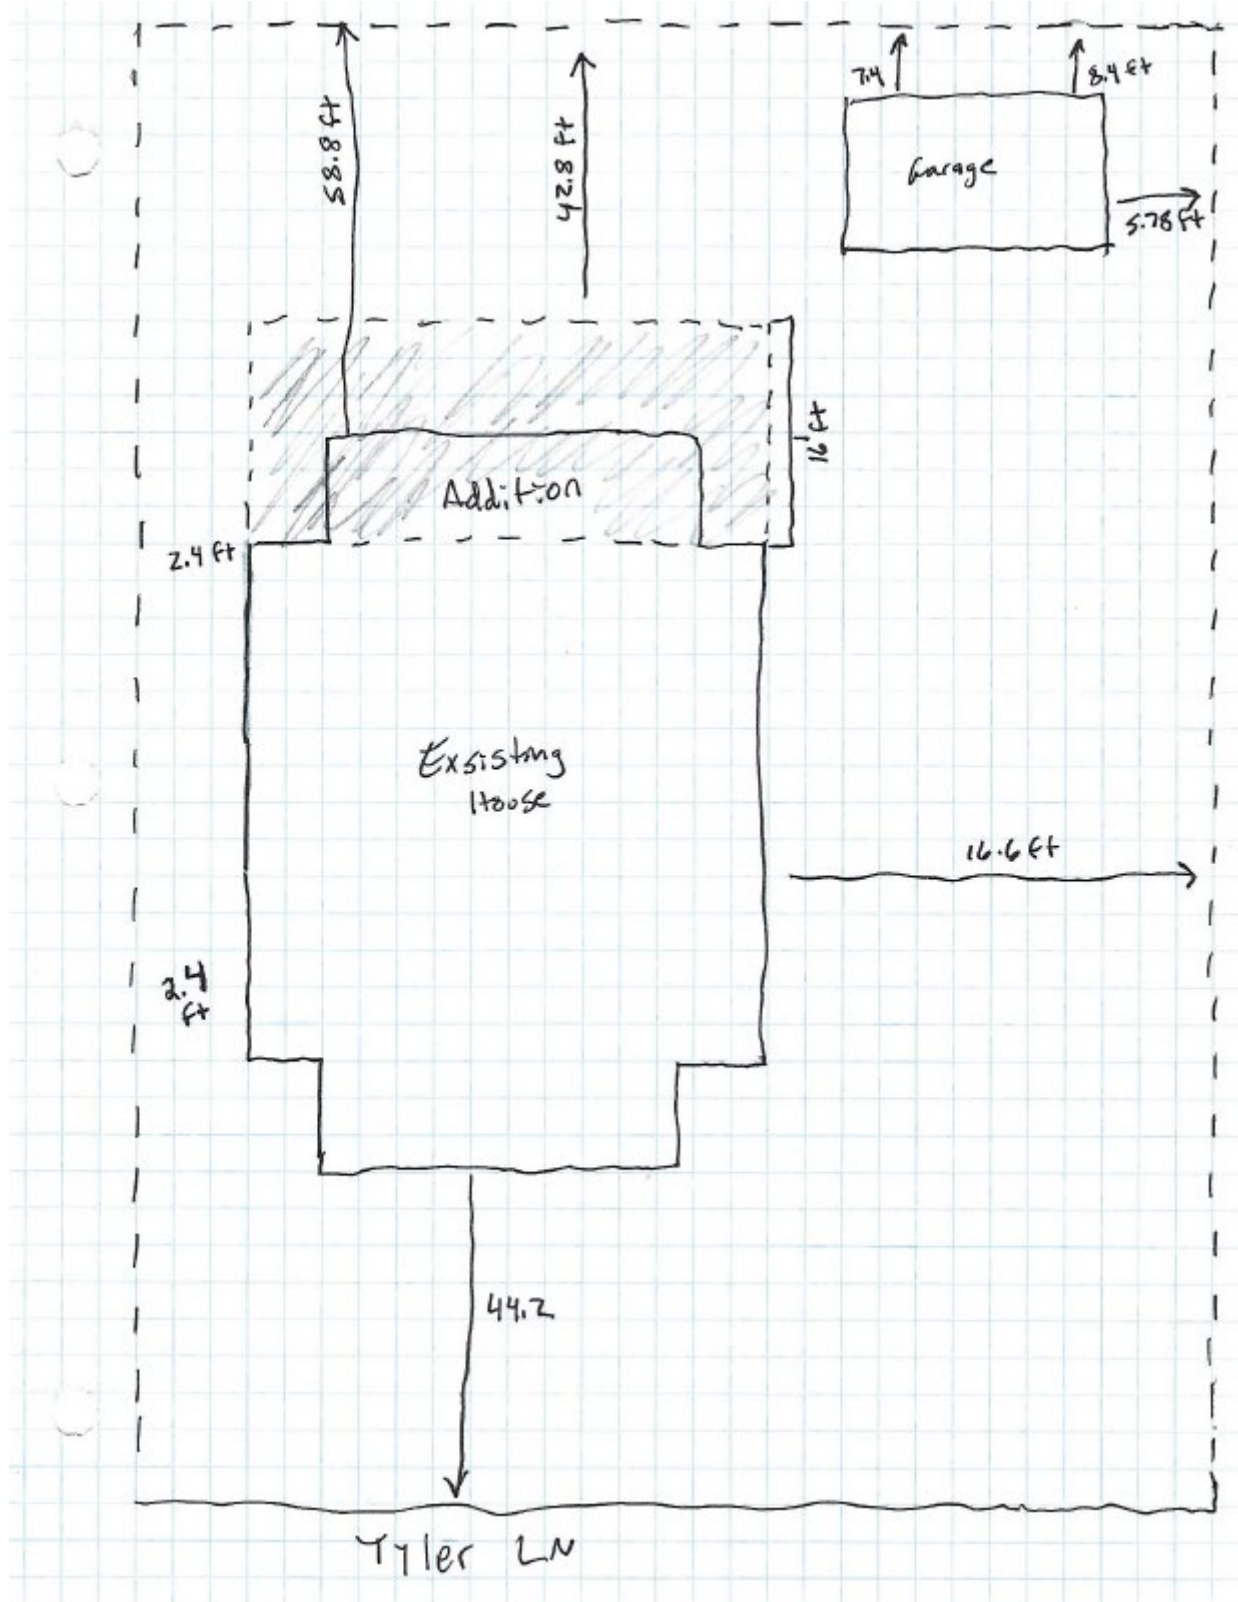 7.4
8.4 ft
58.8 ft
42.8 ft
Garage
5.78 ft
16 ft
Addition
2.4 ft
Exsisting
House
16.6 ft
2.4
ft
44.2
Tyler LN